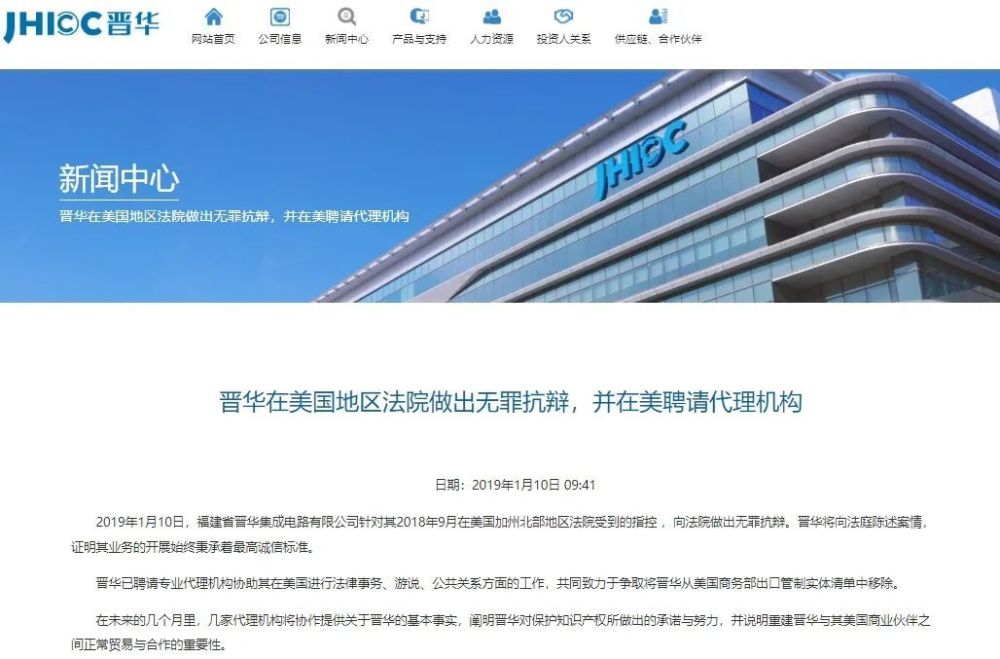 JHICC 晋华
网站首页 公司信息 新闻中心 产品与支持 人力资源 投资人关系 供应链、合作伙伴
JHICC
新闻中心
晋华在美国地区法院做出无罪抗辩，并在美聘请代理机构
晋华在美国地区法院做出无罪抗辩，并在美聘请代理机构
日期：2019年1月10日 09:41
2019年1月10日，福建省晋华集成电路有限公司针对其2018年9月在美国加州北部地区法院受到的指控 ，向法院做出无罪抗辩。晋华将向法庭陈述案情，
证明其业务的开展始终秉承着最高诚信标准。
晋华已聘请专业代理机构协助其在美国进行法律事务、游说、公共关系方面的工作，共同致力于争取将晋华从美国商务部出口管制实体清单中移除。
在未来的几个月里，几家代理机构将协作提供关于晋华的基本事实，阐明晋华对保护知识产权所做出的承诺与努力，并说明重建晋华与其美国商业伙伴之
间正常贸易与合作的重要性。